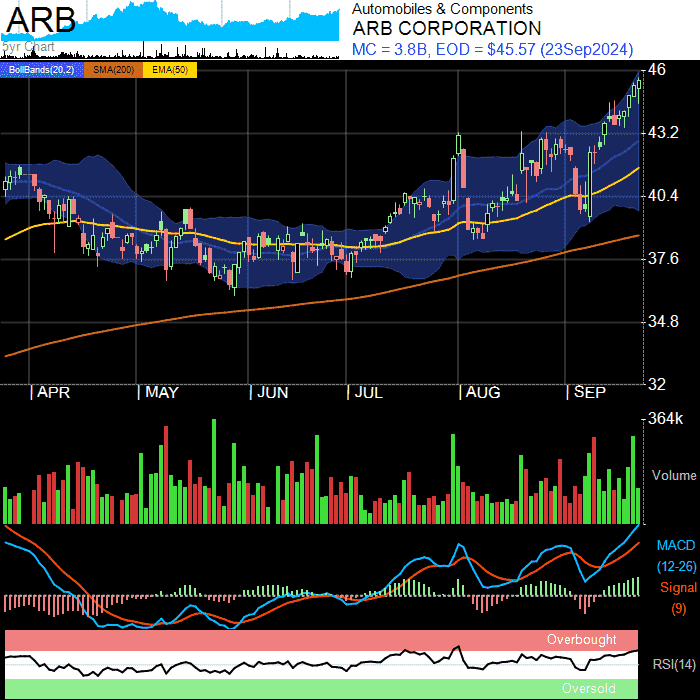 ARB
5yr Chart
Automobiles & Components
ARB CORPORATION
MC = 3.8B, EOD = $45.57 (23Sep2024)
BollBands(20,2) SMA(200) EMA(50)
46
43.2
40.4
37.6
34.8
32
APR MAY JUN JUL AUG SEP
364k
Volume
MACD
(12-26)
Signal
(9)
Overbought
RSI(14)
Oversold